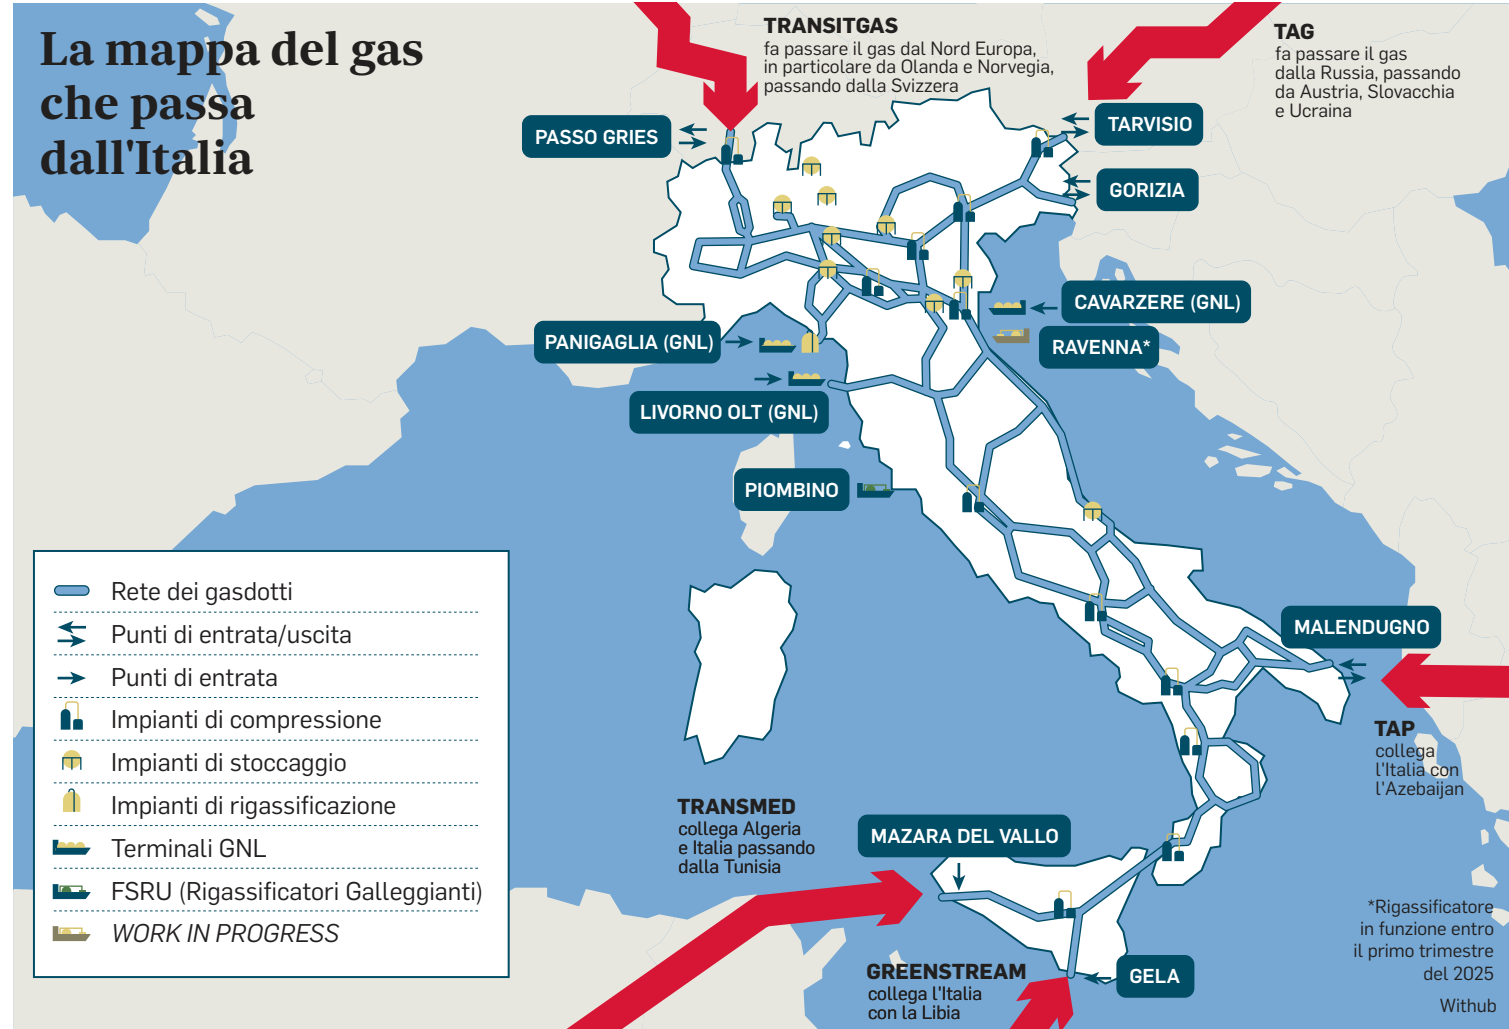 La mappa del gas
che passa
dall'Italia
TRANSITGAS
fa passare il gas dal Nord Europa,
in particolare da Olanda e Norvegia,
passando dalla Svizzera
TAG
fa passare il gas
dalla Russia, passando
da Austria, Slovacchia
e Ucraina
PASSO GRIES
TARVISIO
GORIZIA
CAVARZERE (GNL)
RAVENNA*
PANIGAGLIA (GNL)
LIVORNO OLT (GNL)
PIOMBINO
MALENDUGNO
TAP
collega
l'Italia con
l'Azebaijan
TRANSMED
collega Algeria
e Italia passando
dalla Tunisia
MAZARA DEL VALLO
GREENSTREAM
collega l'Italia
con la Libia
GELA
Rete dei gasdotti
Punti di entrata/uscita
Punti di entrata
Impianti di compressione
Impianti di stoccaggio
Impianti di rigassificazione
Terminali GNL
FSRU (Rigassificatori Galleggianti)
WORK IN PROGRESS
*Rigassificatore
in funzione entro
il primo trimestre
del 2025
Withub